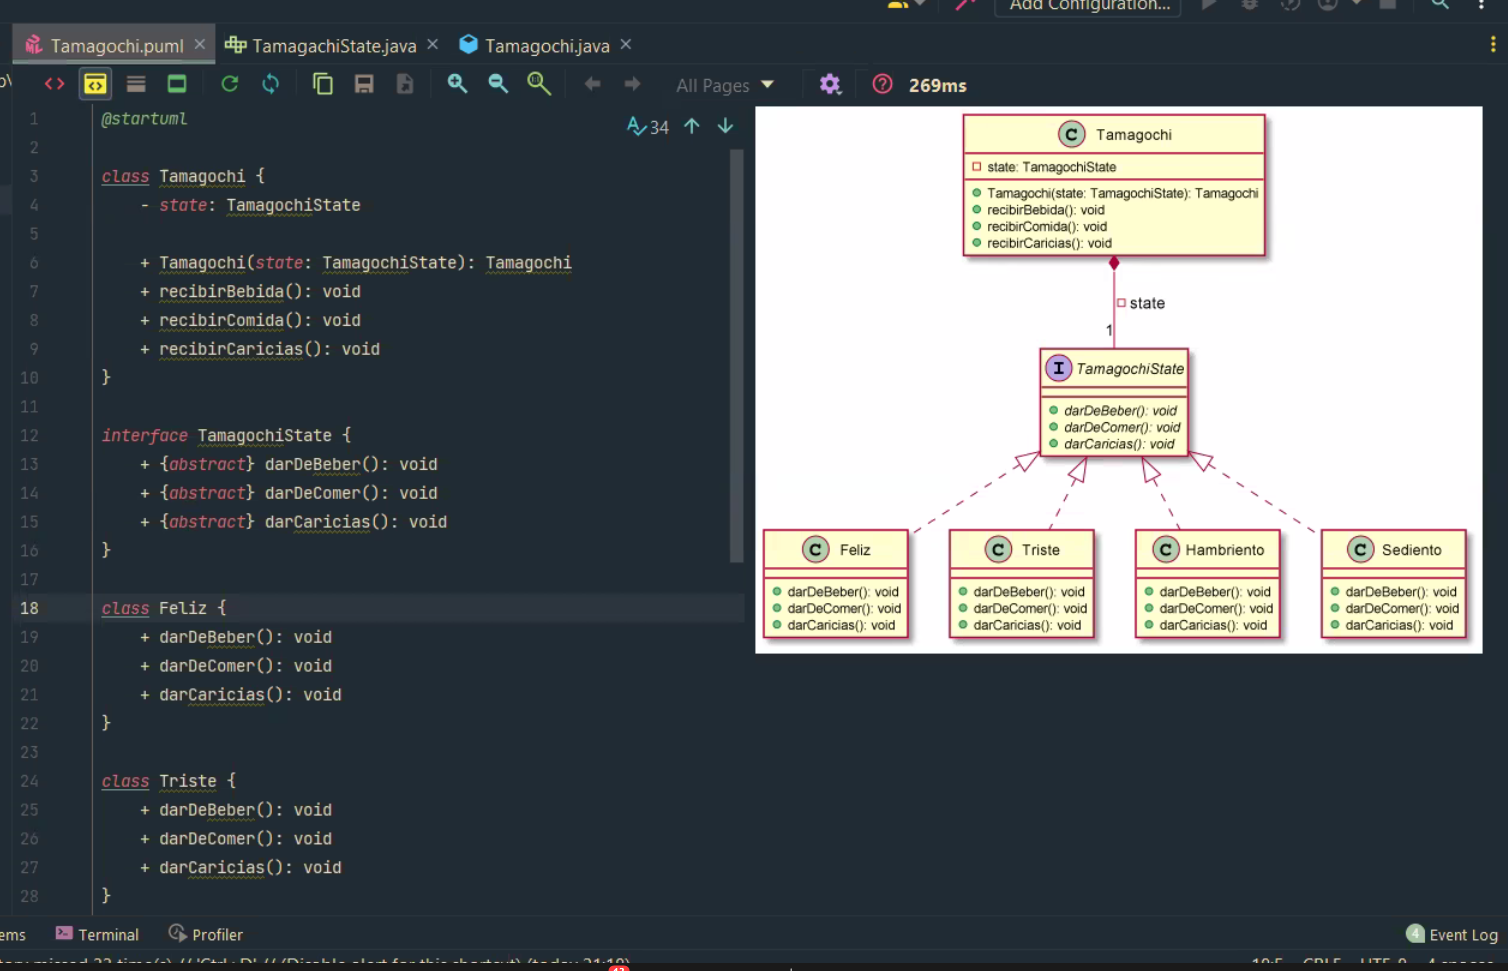 Add Configuration...
Tamagochi.puml
TamagachiState.java
Tamagochi.java
All Pages
269ms
34
1 @startuml
2
3 class Tamagochi {
4 - state: TamagochiState
5
6 + Tamagochi(state: TamagochiState): Tamagochi
7 + recibirBebida(): void
8 + recibirComida(): void
9 + recibirCaricias(): void
10 }
11
12 interface TamagochiState {
13 + {abstract} darDeBeber(): void
14 + {abstract} darDeComer(): void
15 + {abstract} darCaricias(): void
16 }
17
18 class Feliz {
19 + darDeBeber(): void
20 + darDeComer(): void
21 + darCaricias(): void
22 }
23
24 class Triste {
25 + darDeBeber(): void
26 + darDeComer(): void
27 + darCaricias(): void
28 }
C Tamagochi
state: TamagochiState
Tamagochi(state: TamagochiState): Tamagochi
recibirBebida(): void
recibirComida(): void
recibirCaricias(): void
state
1
I TamagochiState
darDeBeber(): void
darDeComer(): void
darCaricias(): void
C Feliz
darDeBeber(): void
darDeComer(): void
darCaricias(): void
C Triste
darDeBeber(): void
darDeComer(): void
darCaricias(): void
C Hambriento
darDeBeber(): void
darDeComer(): void
darCaricias(): void
C Sediento
darDeBeber(): void
darDeComer(): void
darCaricias(): void
ems
Terminal
Profiler
4 Event Log